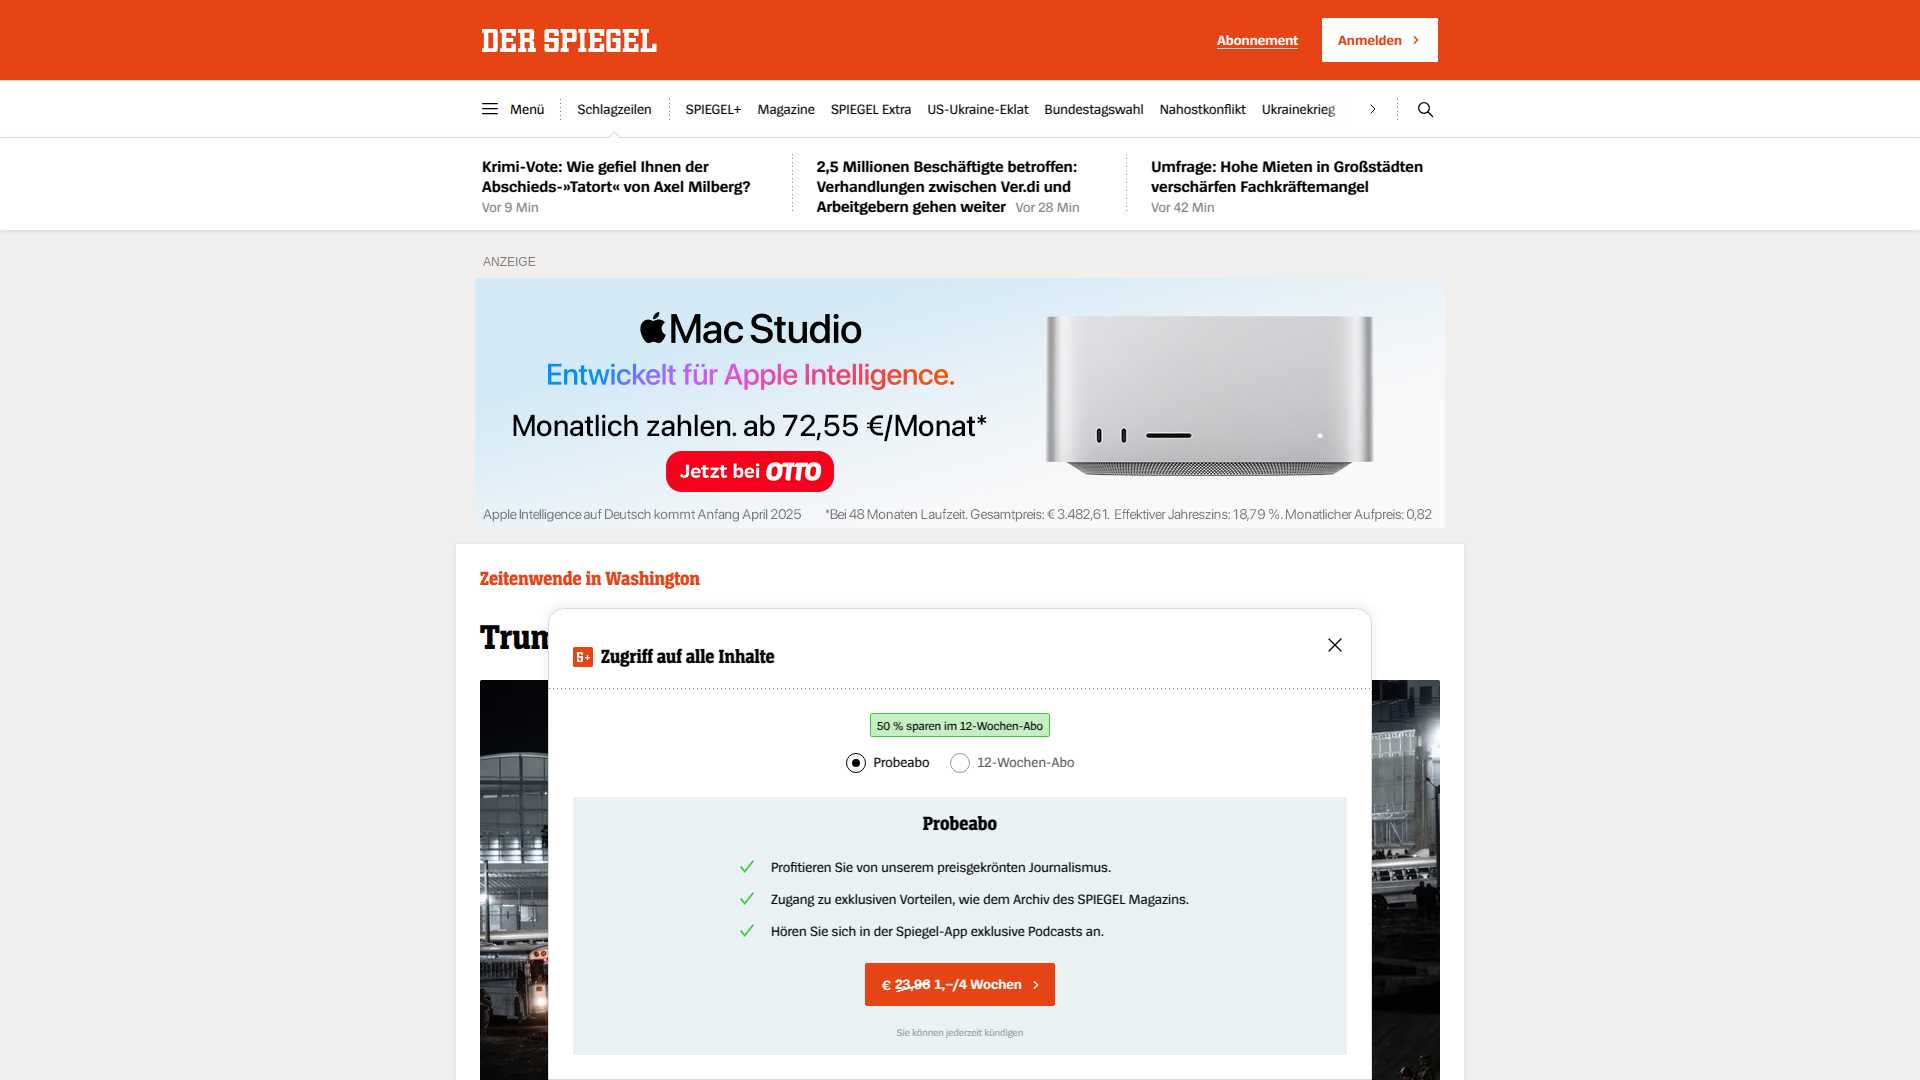 DER SPIEGEL
Abonnement
Anmelden
Menü
Schlagzeilen
SPIEGEL+
Magazine
SPIEGEL Extra
US-Ukraine-Eklat
Bundestagswahl
Nahostkonflikt
Ukrainekrieg
Krimi-Vote: Wie gefiel Ihnen der
Abschieds-»Tatort« von Axel Milberg?
Vor 9 Min
2,5 Millionen Beschäftigte betroffen:
Verhandlungen zwischen Ver.di und
Arbeitgebern gehen weiter Vor 28 Min
Umfrage: Hohe Mieten in Großstädten
verschärfen Fachkräftemangel
Vor 42 Min
ANZEIGE
Mac Studio
Entwickelt für Apple Intelligence.
Monatlich zahlen. ab 72,55 €/Monat*
Jetzt bei OTTO
Apple Intelligence auf Deutsch kommt Anfang April 2025
*Bei 48 Monaten Laufzeit. Gesamtpreis: € 3.482,61. Effektiver Jahreszins: 18,79 %. Monatlicher Aufpreis: 0,82
Zeitenwende in Washington
Zugriff auf alle Inhalte
50 % sparen im 12-Wochen-Abo
Probeabo
12-Wochen-Abo
Probeabo
Profitieren Sie von unserem preisgekrönten Journalismus.
Zugang zu exklusiven Vorteilen, wie dem Archiv des SPIEGEL Magazins.
Hören Sie sich in der Spiegel-App exklusive Podcasts an.
€ 23,96 1,–/4 Wochen
Sie können jederzeit kündigen